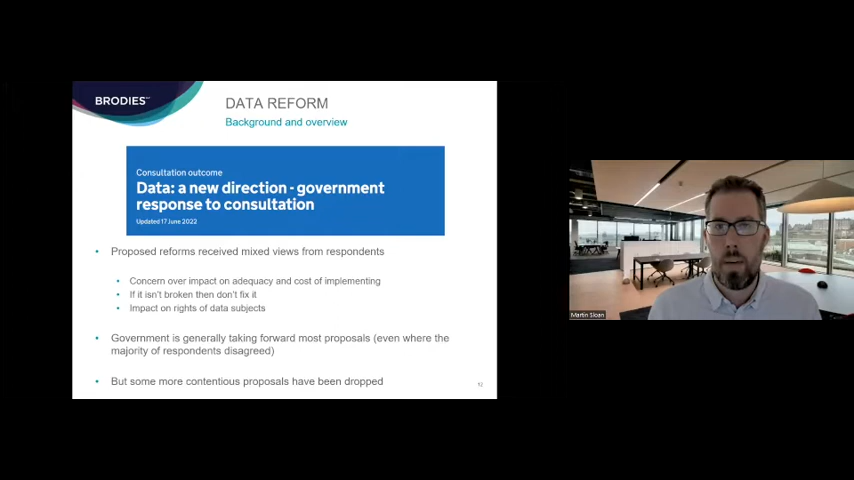 BRODIES LLP
DATA REFORM
Background and overview
Consultation outcome
Data: a new direction - government
response to consultation
Updated 17 June 2022
• Proposed reforms received mixed views from respondents
• Concern over impact on adequacy and cost of implementing
• If it isn't broken then don't fix it
• Impact on rights of data subjects
• Government is generally taking forward most proposals (even where the
majority of respondents disagreed)
• But some more contentious proposals have been dropped
12
Martin Sloan